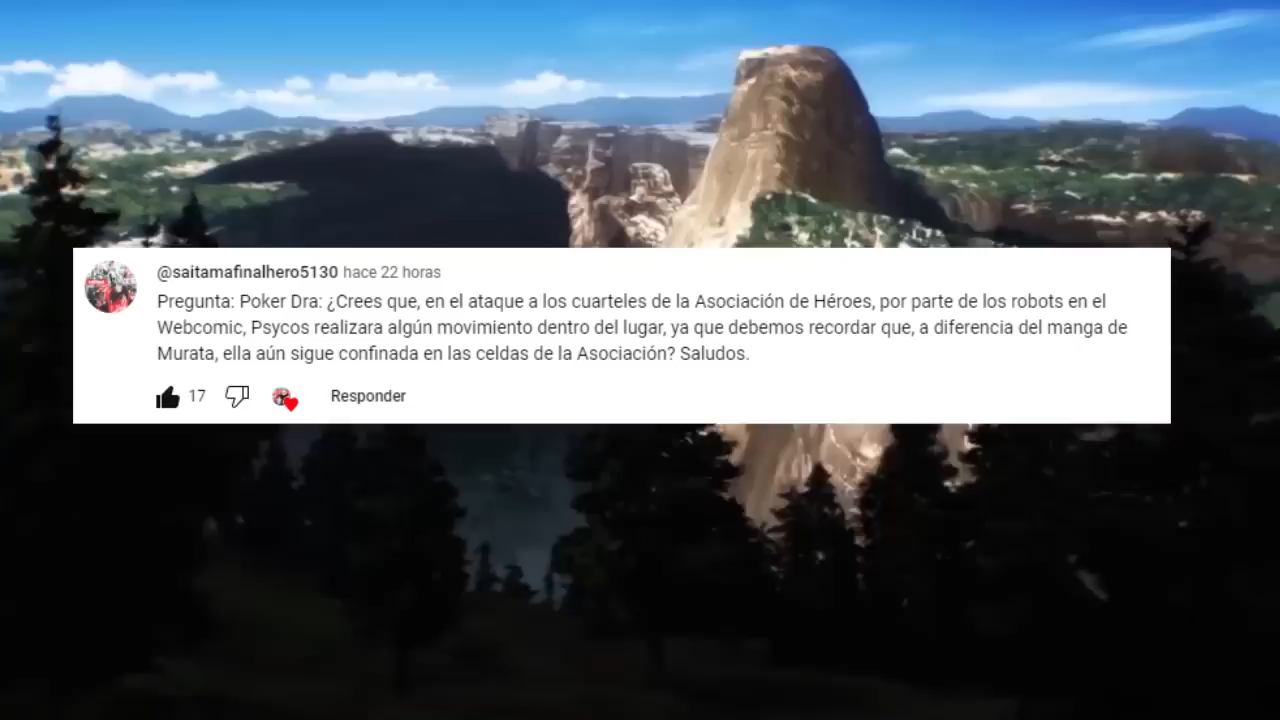 @saitamafinalhero5130 hace 22 horas
Pregunta: Poker Dra: ¿Crees que, en el ataque a los cuarteles de la Asociación de Héroes, por parte de los robots en el
Webcomic, Psycos realizara algún movimiento dentro del lugar, ya que debemos recordar que, a diferencia del manga de
Murata, ella aún sigue confinada en las celdas de la Asociación? Saludos.
17
Responder